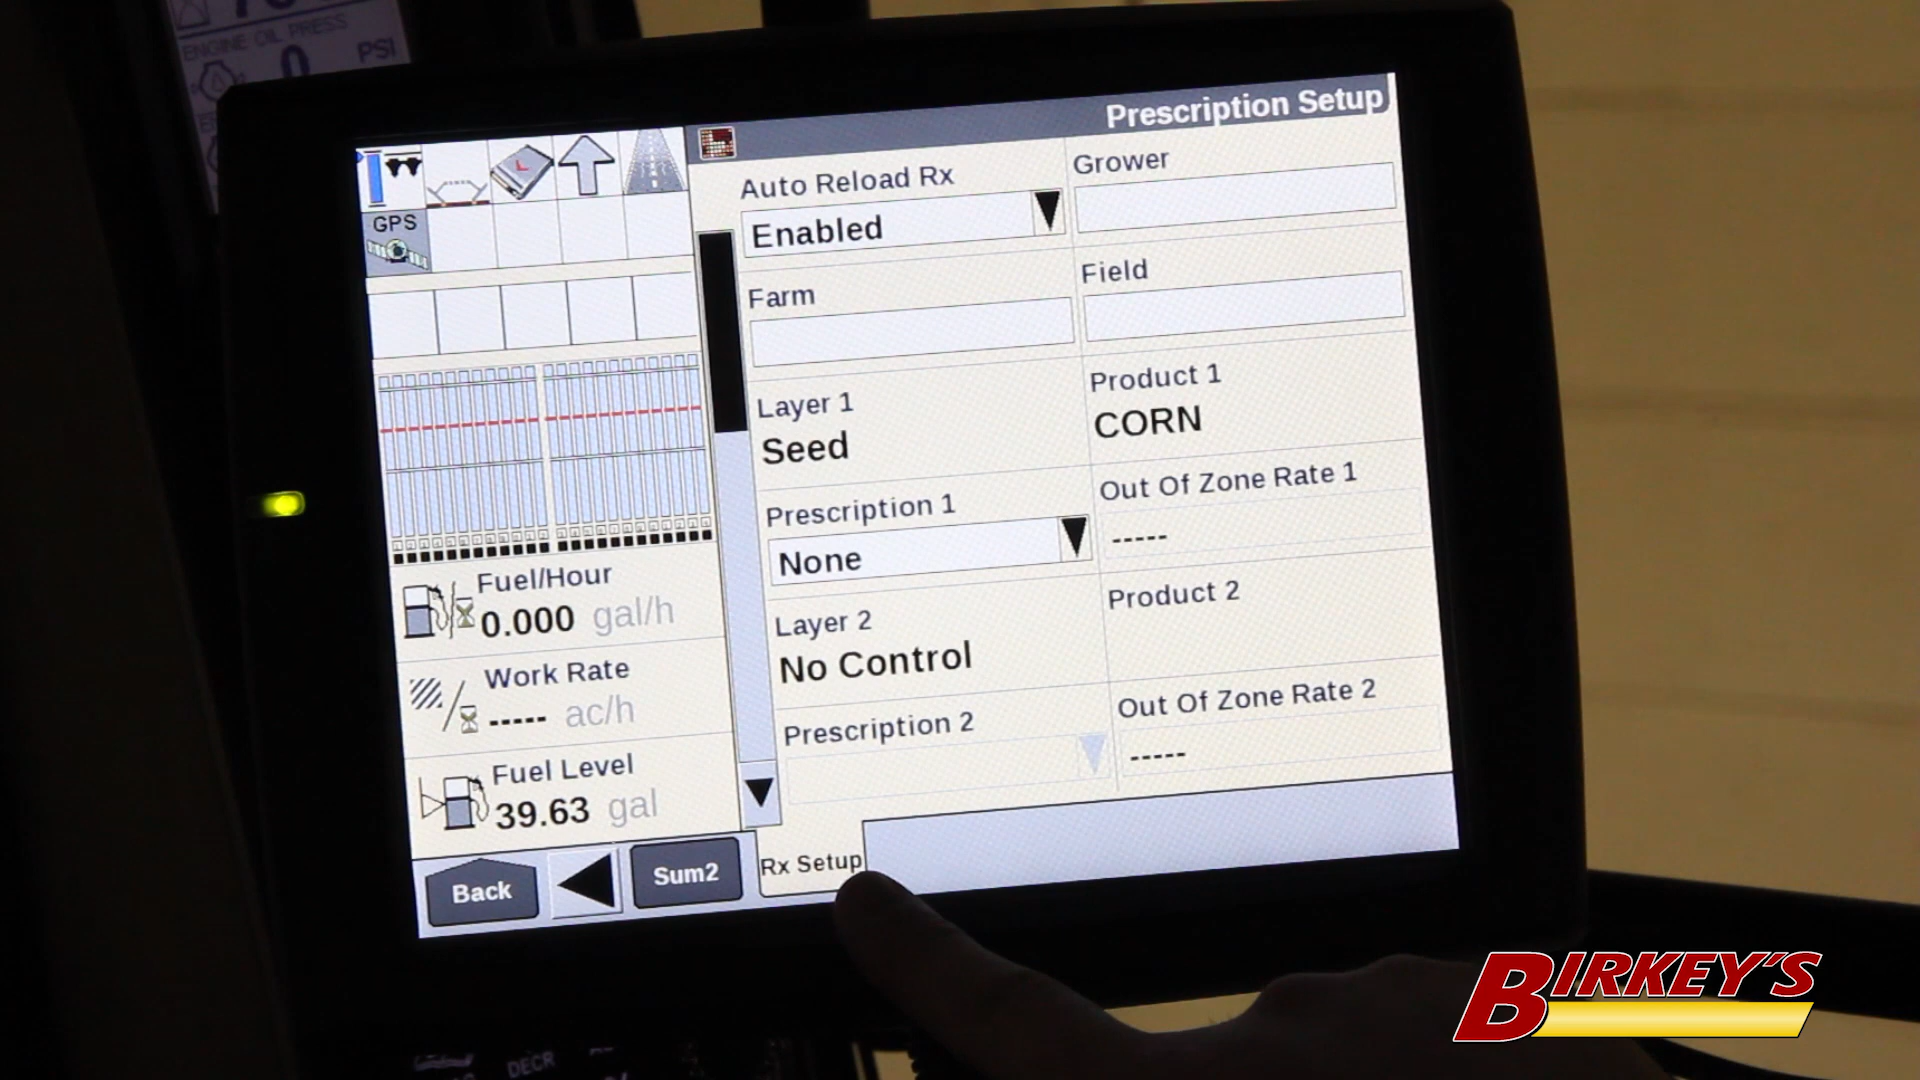 ENGINE OIL PRESS
0 PSI
Prescription Setup
GPS
Auto Reload Rx
Enabled
Grower
Farm
Field
Layer 1
Seed
Product 1
CORN
Prescription 1
None
Out Of Zone Rate 1
-----
Layer 2
No Control
Product 2
Prescription 2
Out Of Zone Rate 2
-----
Fuel/Hour
0.000 gal/h
Work Rate
----- ac/h
Fuel Level
39.63 gal
Back
Sum2
Rx Setup
DECR
BIRKEY'S